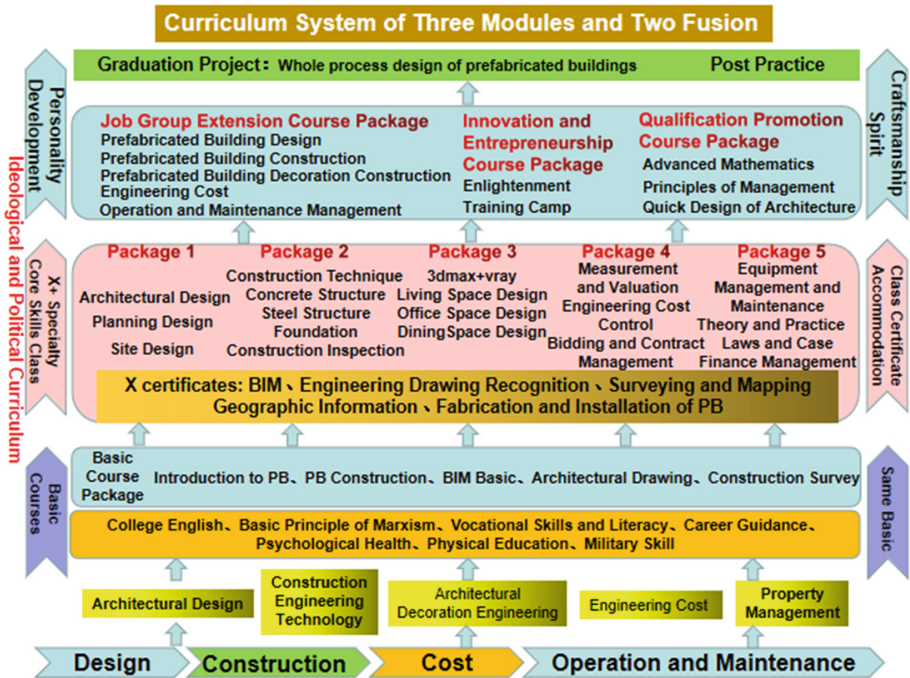 Curriculum System of Three Modules and Two Fusion
Personality
Development
Graduation Project: Whole process design of prefabricated buildings Post Practice
Craftsmanship
Spirit
Job Group Extension Course Package
Prefabricated Building Design
Prefabricated Building Construction
Prefabricated Building Decoration Construction
Engineering Cost
Operation and Maintenance Management
Innovation and
Entrepreneurship
Course Package
Enlightenment
Training Camp
Qualification Promotion
Course Package
Advanced Mathematics
Principles of Management
Quick Design of Architecture
Ideological and Political Curriculum
X+ Specialty
Core Skills Class
Package 1
Architectural Design
Planning Design
Site Design
Package 2
Construction Technique
Concrete Structure
Steel Structure
Foundation
Construction Inspection
Package 3
3dmax+vray
Living Space Design
Office Space Design
DiningSpace Design
Package 4
Measurement
and Valuation
Engineering Cost
Control
Bidding and Contract
Management
Package 5
Equipment
Management and
Maintenance
Theory and Practice
Laws and Case
Finance Management
Class Certificate
Accommodation
X certificates: BIM、Engineering Drawing Recognition、Surveying and Mapping
Geographic Information、Fabrication and Installation of PB
Basic
Courses
Basic
Course
Package
Introduction to PB、PB Construction、BIM Basic、Architectural Drawing、Construction Survey
Same Basic
College English、Basic Principle of Marxism、Vocational Skills and Literacy、Career Guidance、
Psychological Health、Physical Education、Military Skill
Architectural Design
Construction
Engineering
Technology
Architectural
Decoration Engineering
Engineering Cost
Property
Management
Design
Construction
Cost
Operation and Maintenance